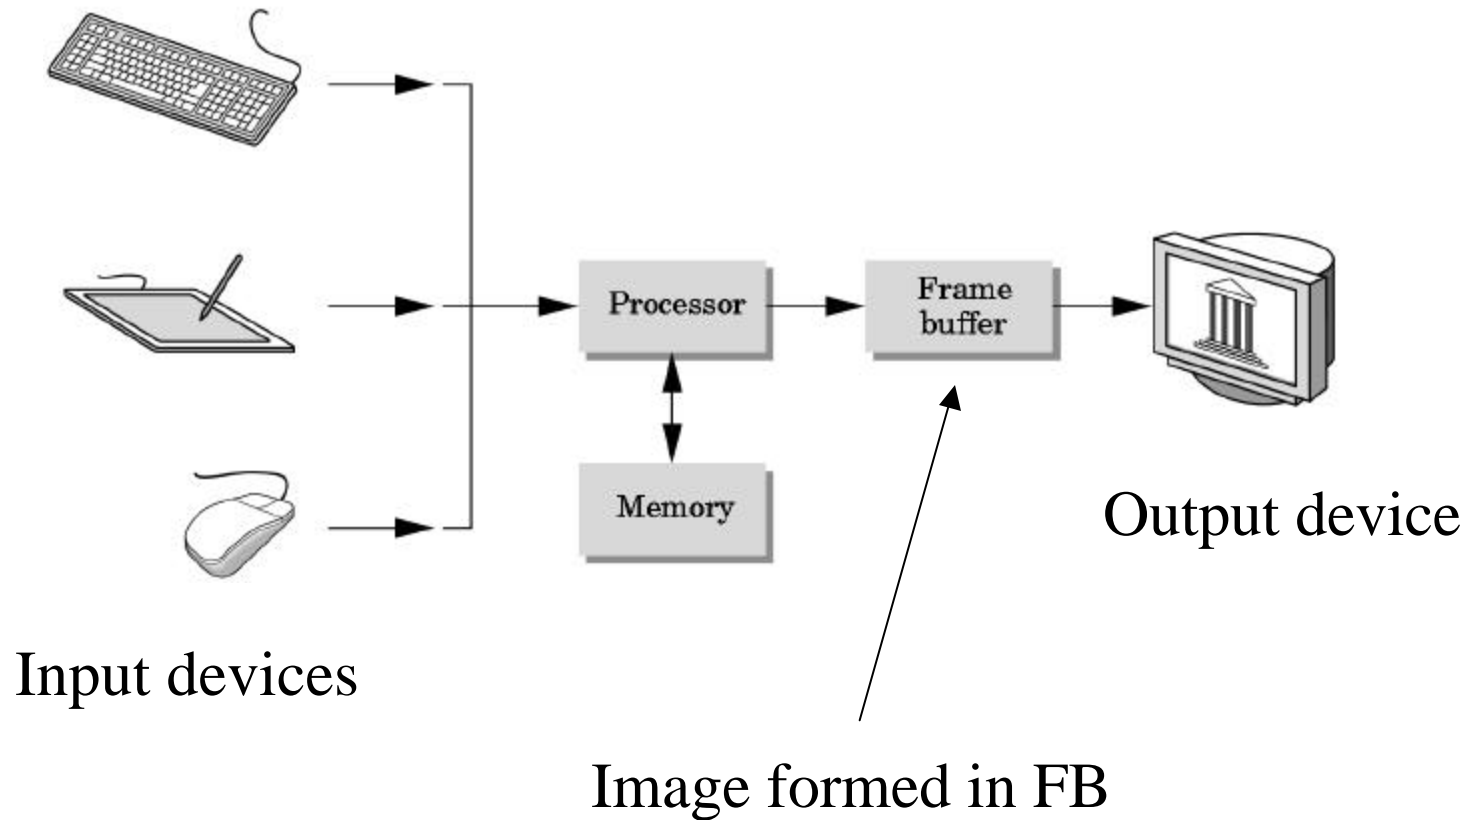 Processor
Frame
buffer
Memory
Output device
Input devices
Image formed in FB